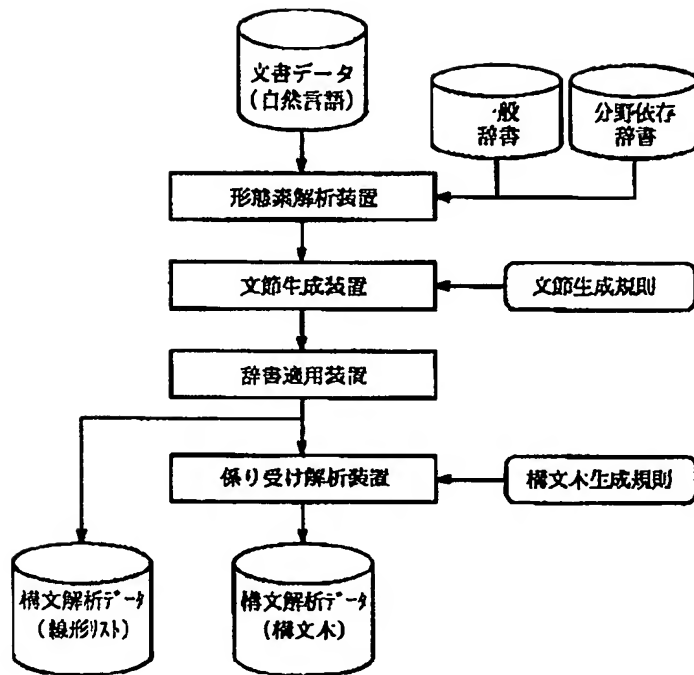 文書データ
(自然言語)
一般
辞書
分野依存
辞書
形態素解析装置
文節生成装置
文節生成規則
辞書適用装置
係り受け解析装置
構文木生成規則
構文解析データ
(線形リスト)
構文解析データ
(構文木)